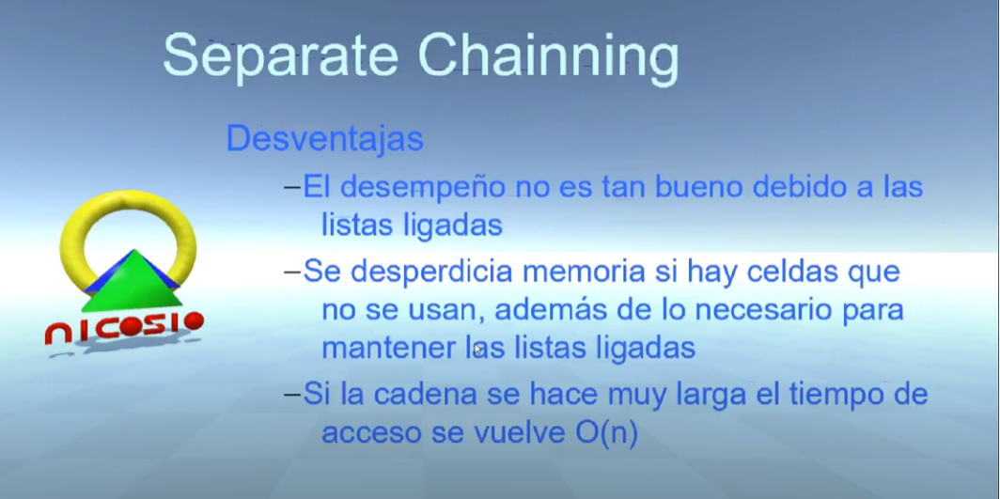 Separate Chainning
Desventajas
–El desempeño no es tan bueno debido a las
listas ligadas
–Se desperdicia memoria si hay celdas que
no se usan, además de lo necesario para
mantener las listas ligadas
–Si la cadena se hace muy larga el tiempo de
acceso se vuelve O(n)
nicosio